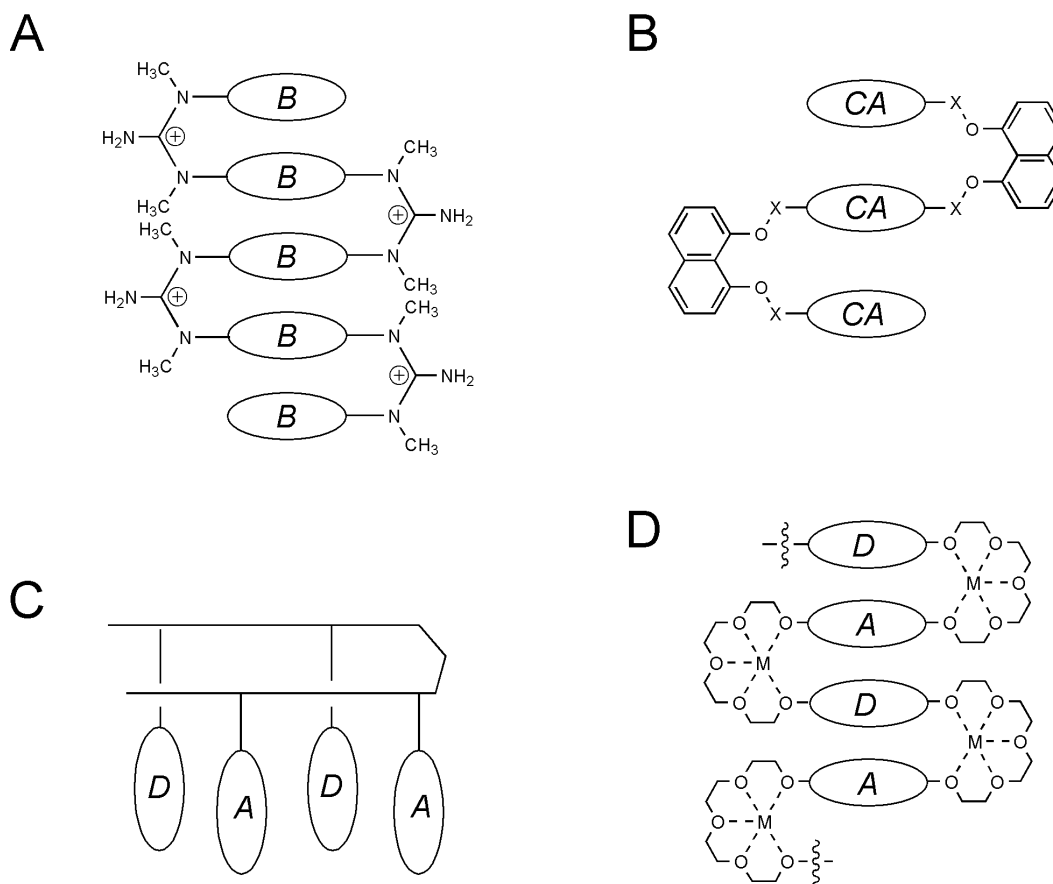 A
H3C
N B
H2N ⊕
N B N CH3
H3C
H3C ⊕ NH2
N B N
H2N ⊕ CH3
CH3
N B N
H3C
⊕ NH2
B N
CH3
B
CA X
O
O
X CA X
O
O
X CA
C
D D
A A
D
D O O
M O
O O A O O
O M
O O D O O
M O
O O A O O
O M
O O